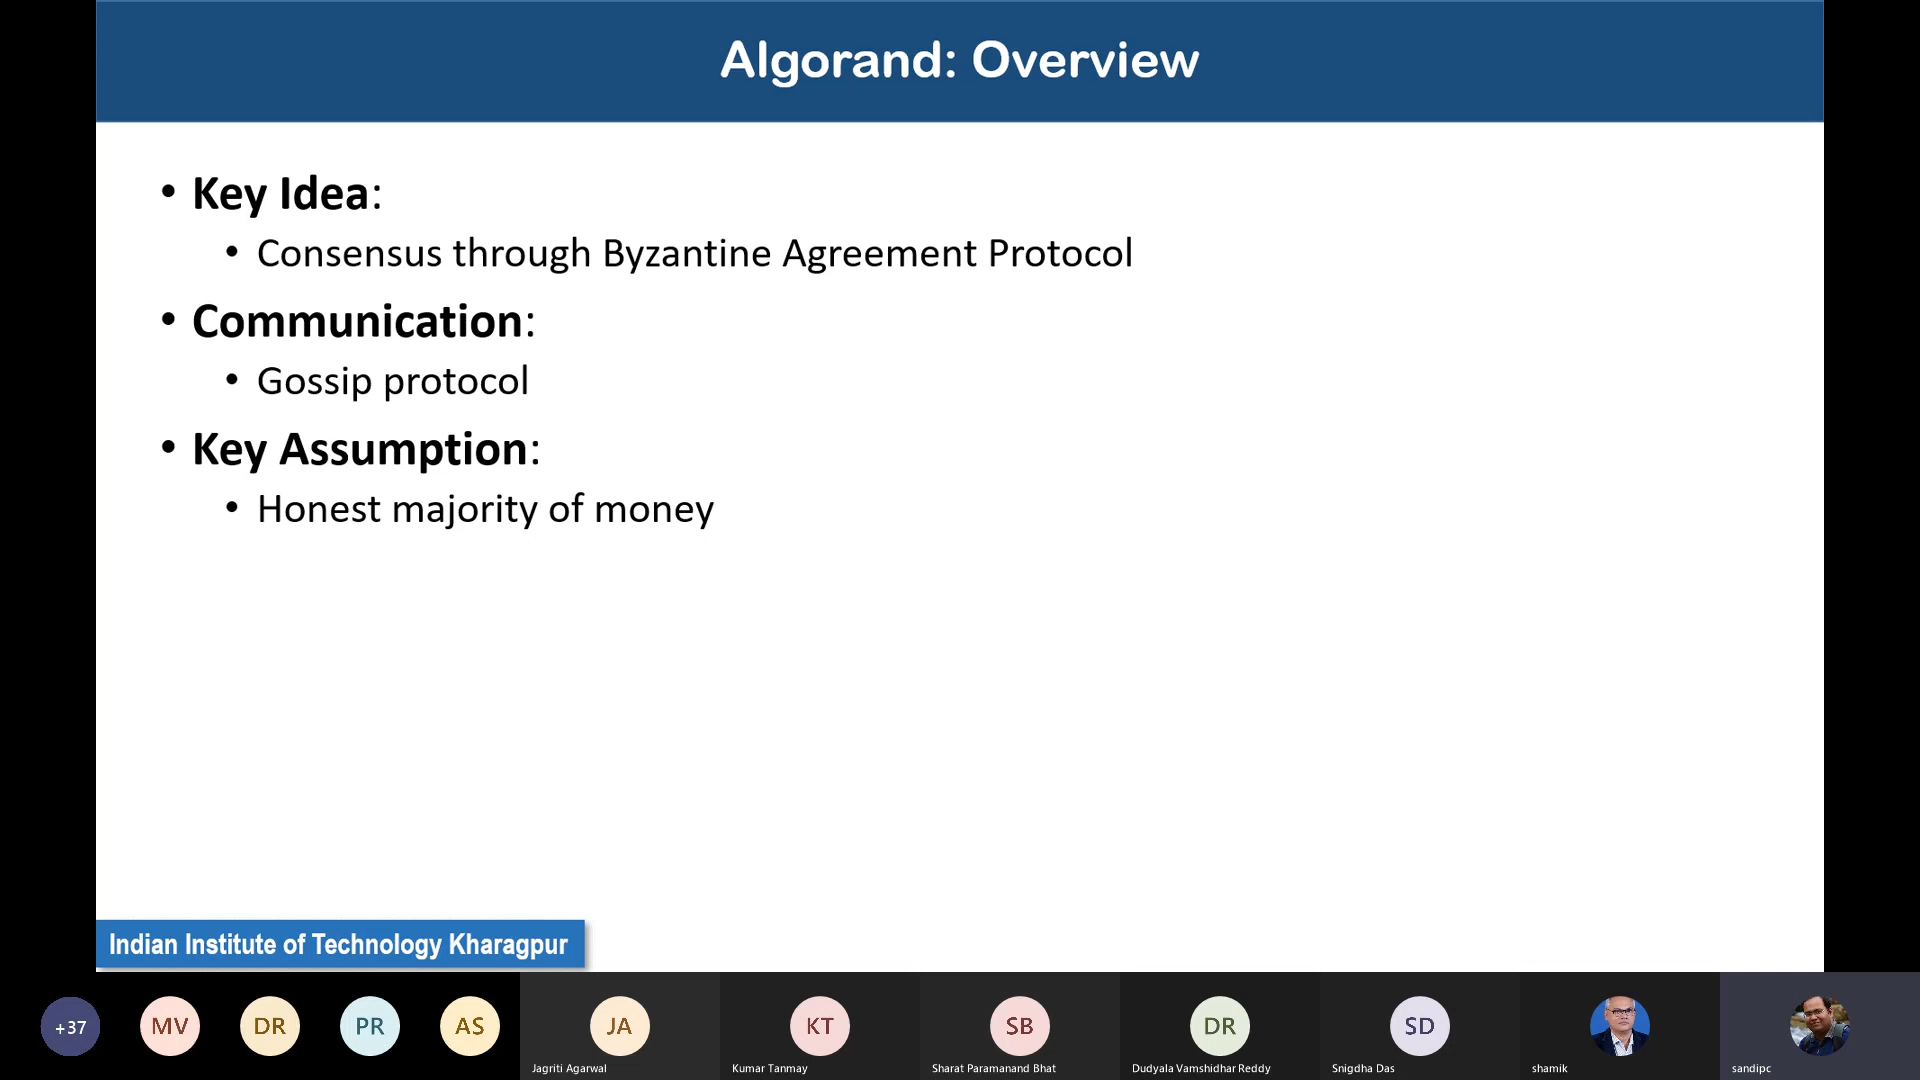 Algorand: Overview
• Key Idea:
• Consensus through Byzantine Agreement Protocol
• Communication:
• Gossip protocol
• Key Assumption:
• Honest majority of money
Indian Institute of Technology Kharagpur
+37 MV DR PR AS JA KT SB DR SD
Jagriti Agarwal Kumar Tanmay Sharat Paramanand Bhat Dudyala Vamshidhar Reddy Snigdha Das shamik sandipc